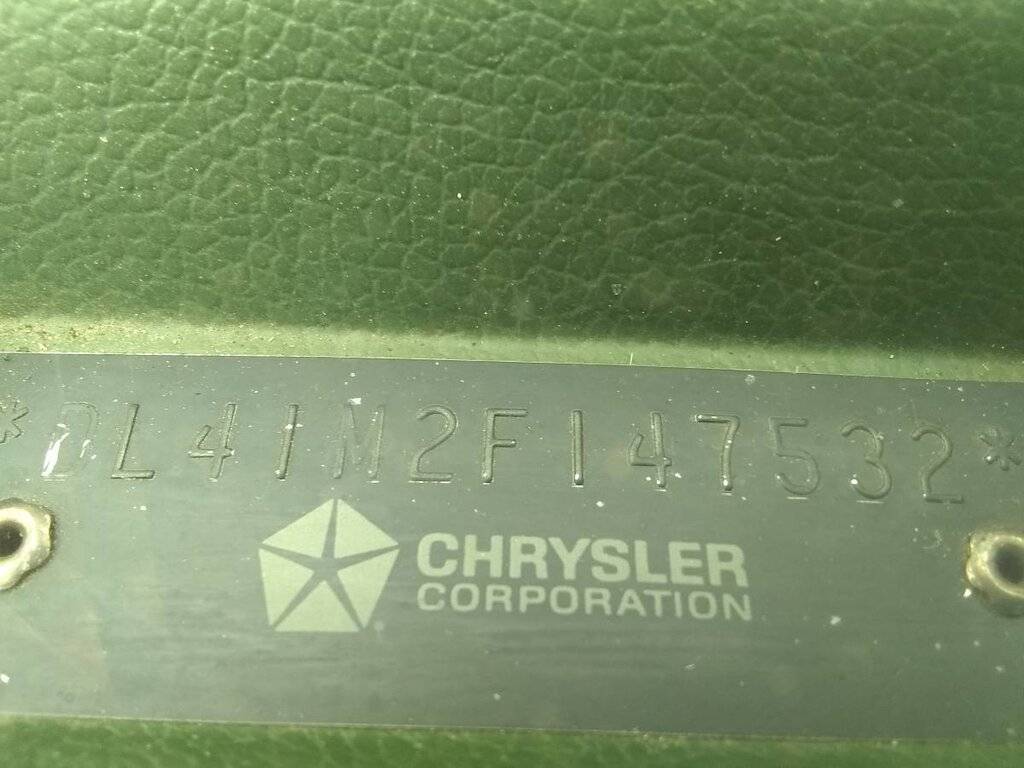 *DL41M2F147532*
CHRYSLER
CORPORATION